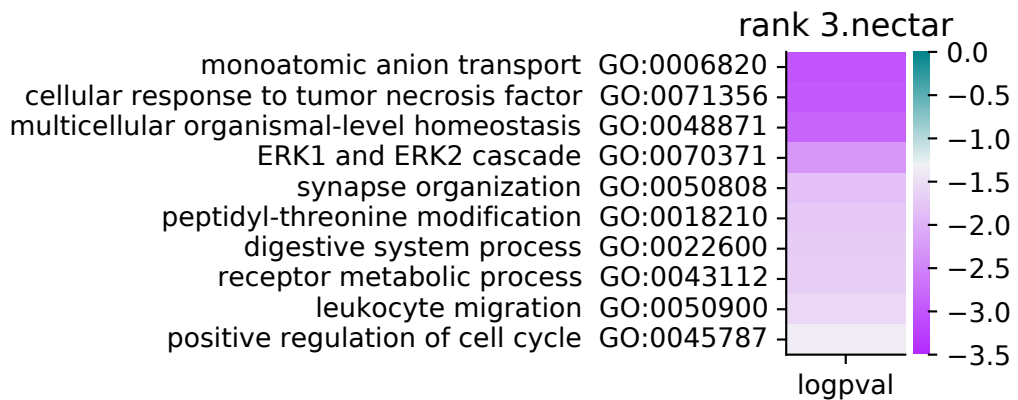 rank 3.nectar
monoatomic anion transport GO:0006820
cellular response to tumor necrosis factor GO:0071356
multicellular organismal-level homeostasis GO:0048871
ERK1 and ERK2 cascade GO:0070371
synapse organization GO:0050808
peptidyl-threonine modification GO:0018210
digestive system process GO:0022600
receptor metabolic process GO:0043112
leukocyte migration GO:0050900
positive regulation of cell cycle GO:0045787
logpval
0.0
−0.5
−1.0
−1.5
−2.0
−2.5
−3.0
−3.5